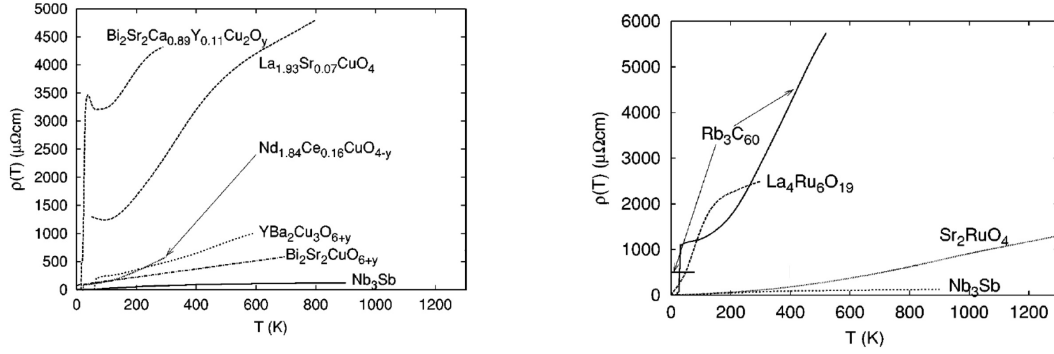 5000
4500
4000
3500
3000
2500
2000
1500
1000
500
0
ρ(T) (μΩcm)
Bi₂Sr₂Ca₀.₈₉Y₀.₁₁Cu₂Oᵧ
La₁.₉₃Sr₀.₀₇CuO₄
Nd₁.₈₄Ce₀.₁₆CuO₄₋ᵧ
YBa₂Cu₃O₆₊ᵧ
Bi₂Sr₂CuO₆₊ᵧ
Nb₃Sb
0 200 400 600 800 1000 1200
T (K)
6000
5000
4000
3000
2000
1000
0
ρ(T) (μΩcm)
Rb₃C₆₀
La₄Ru₆O₁₉
Sr₂RuO₄
Nb₃Sb
0 200 400 600 800 1000 1200
T (K)